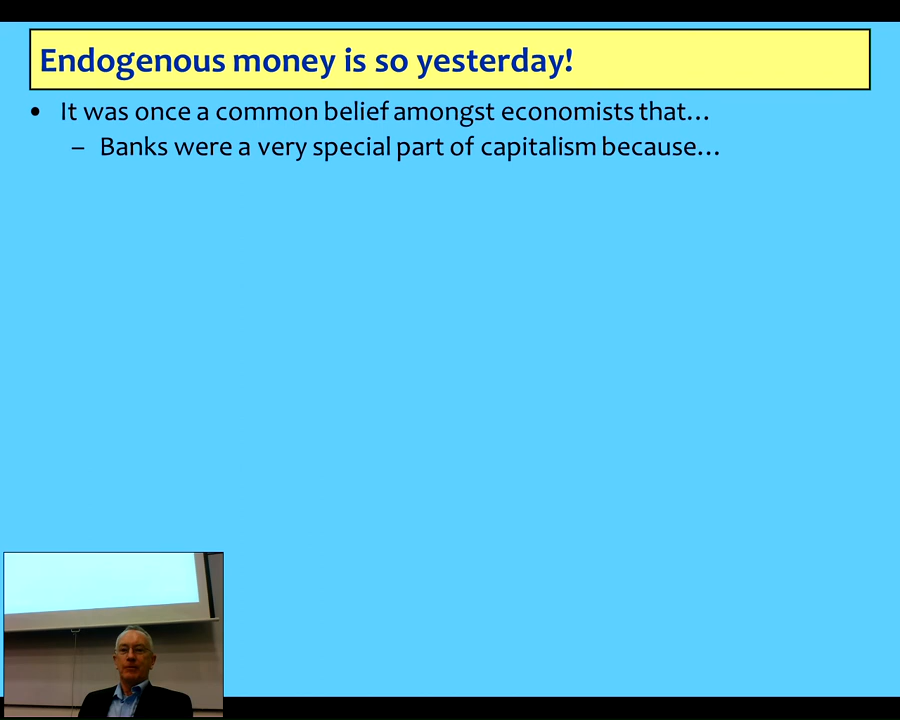 Endogenous money is so yesterday!
• It was once a common belief amongst economists that…
– Banks were a very special part of capitalism because…